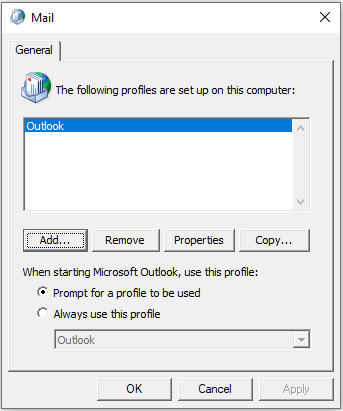 Mail
General
The following profiles are set up on this computer:
Outlook
Add... Remove Properties Copy...
When starting Microsoft Outlook, use this profile:
Prompt for a profile to be used
Always use this profile
Outlook
OK Cancel Apply